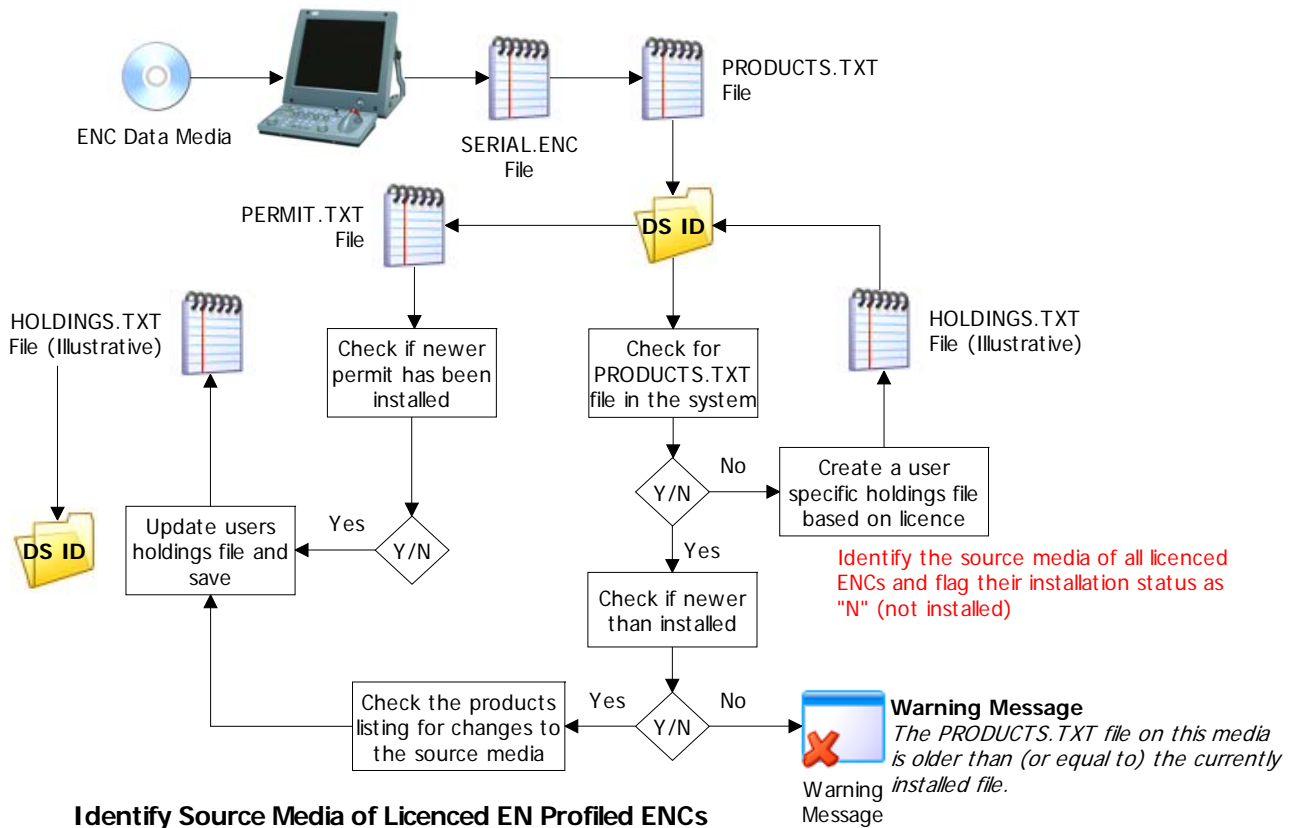 ENC Data Media
SERIAL.ENC
File
PRODUCTS.TXT
File
PERMIT.TXT
File
DS ID
HOLDINGS.TXT
File (Illustrative)
HOLDINGS.TXT
File (Illustrative)
Check if newer
permit has been
installed
Check for
PRODUCTS.TXT
file in the system
Y/N
No
Create a user
specific holdings file
based on licence
DS ID
Update users
holdings file and
save
Yes
Y/N
Yes
Identify the source media of all licenced
ENCs and flag their installation status as
"N" (not installed)
Check if newer
than installed
Check the products
listing for changes to
the source media
Yes
Y/N
No
Warning Message
The PRODUCTS.TXT file on this media
is older than (or equal to) the currently
installed file.
Warning
Message
Identify Source Media of Licenced EN Profiled ENCs